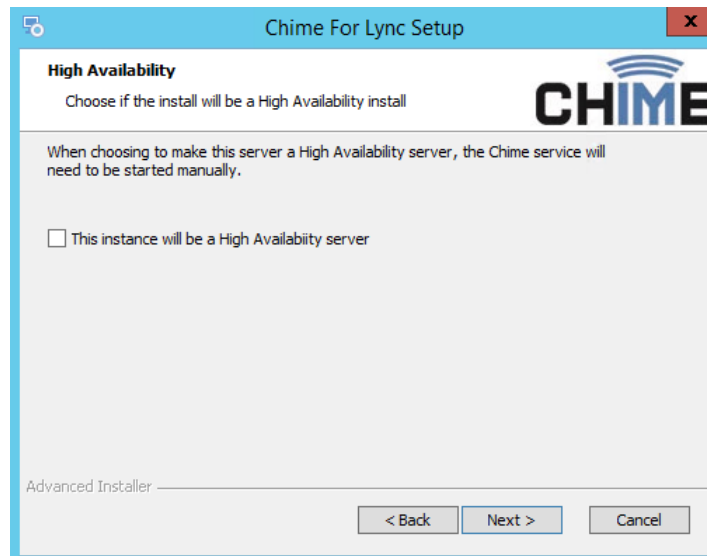 Chime For Lync Setup
x
High Availability
Choose if the install will be a High Availability install
CHIME
When choosing to make this server a High Availability server, the Chime service will
need to be started manually.
This instance will be a High Availabiity server
Advanced Installer
< Back
Next >
Cancel